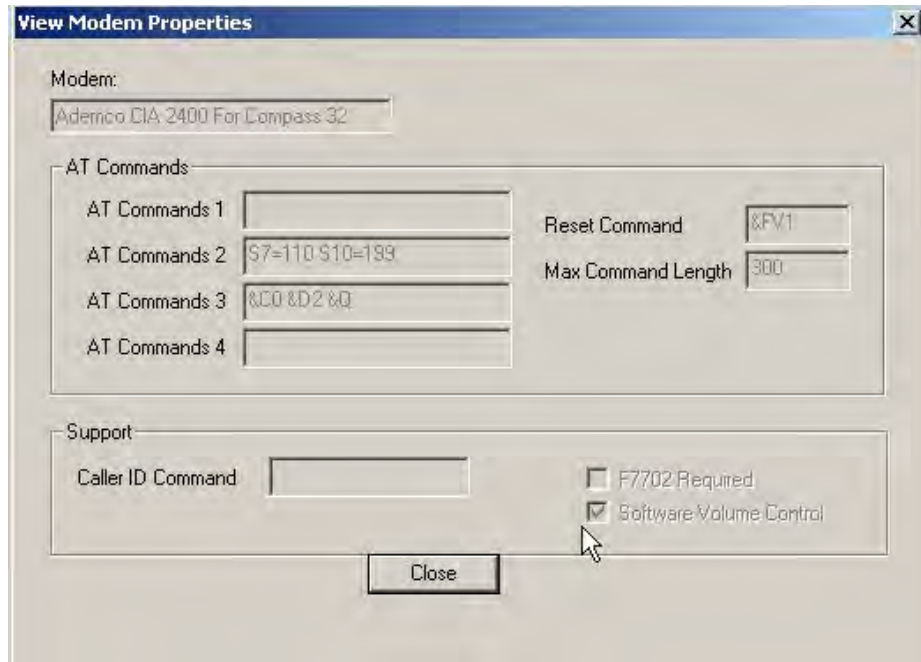 View Modem Properties
Modem:
Ademco CIA 2400 For Compass 32
AT Commands
AT Commands 1
AT Commands 2 S7=110 S10=199
AT Commands 3 &C0 &D2 &Q
AT Commands 4
Reset Command &FV1
Max Command Length 300
Support
Caller ID Command
F7702 Required
Software Volume Control
Close